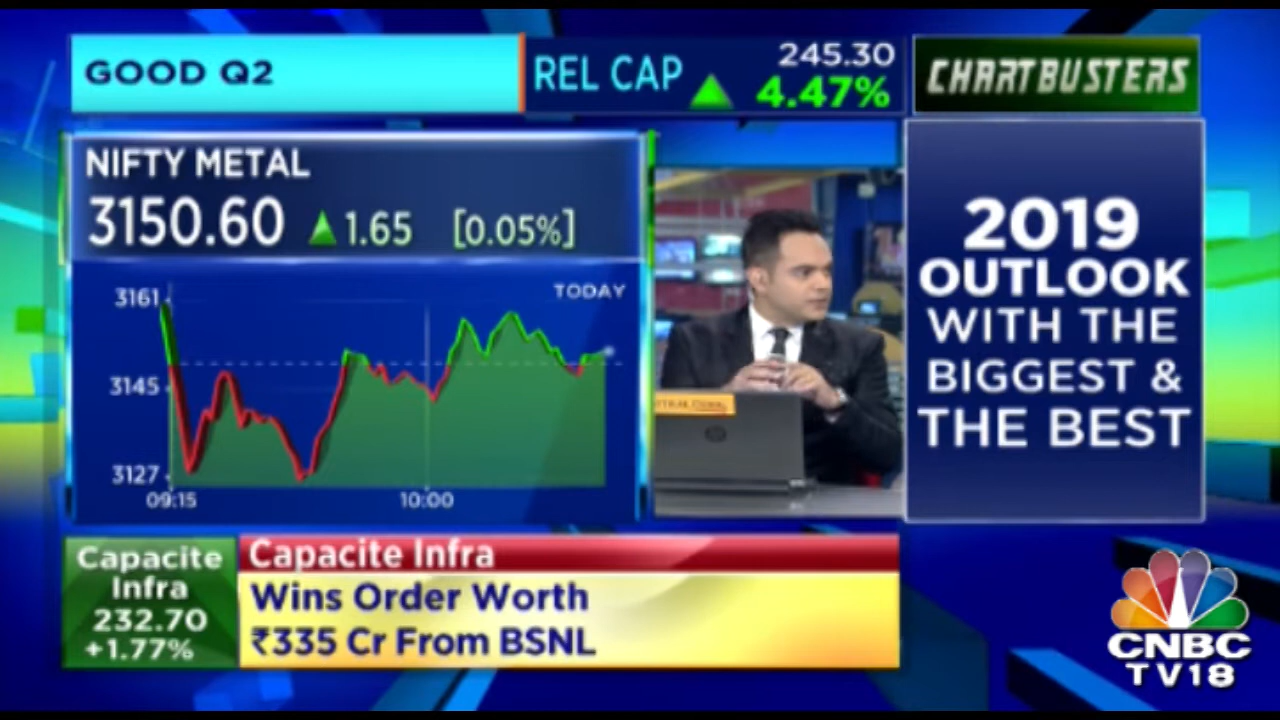 GOOD Q2
REL CAP
245.30
4.47%
CHARTBUSTERS
NIFTY METAL
3150.60 1.65 [0.05%]
TODAY
3161
3145
3127
09:15
10:00
2019
OUTLOOK
WITH THE
BIGGEST &
THE BEST
Capacite
Infra
232.70
+1.77%
Capacite Infra
Wins Order Worth
₹335 Cr From BSNL
CNBC
TV18